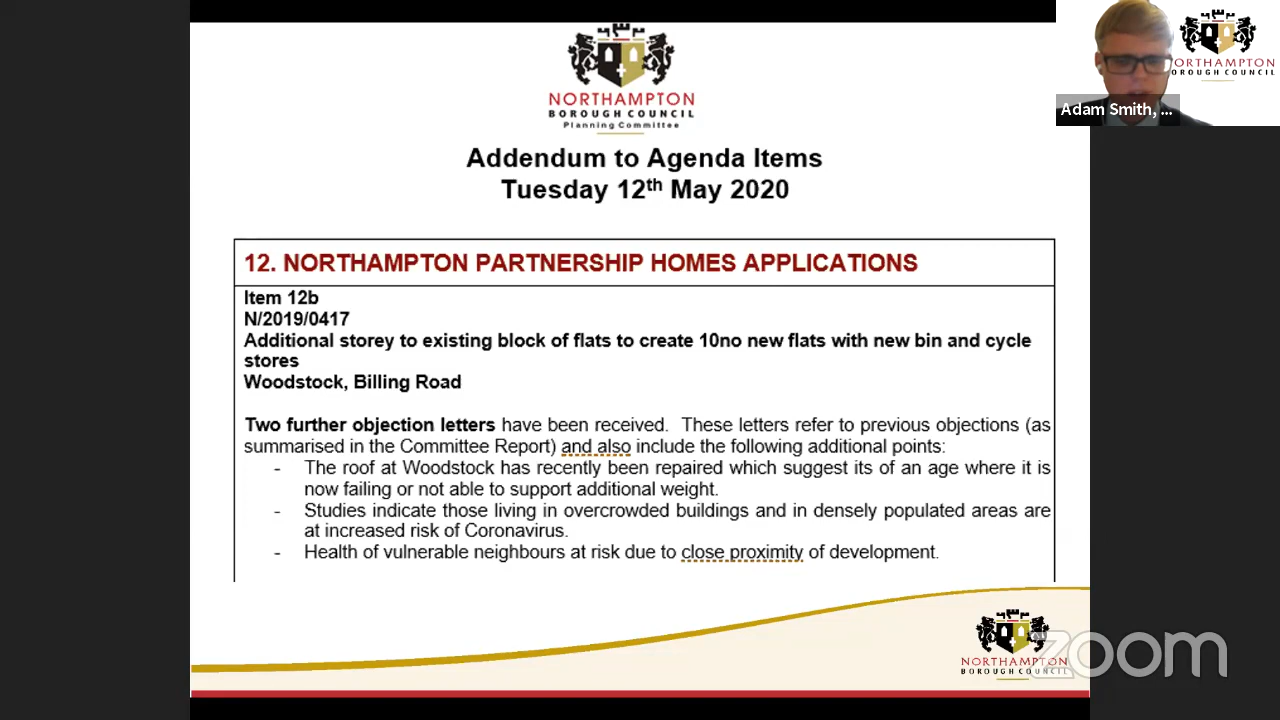 NORTHAMPTON
BOROUGH COUNCIL
Planning Committee
Addendum to Agenda Items
Tuesday 12th May 2020
12. NORTHAMPTON PARTNERSHIP HOMES APPLICATIONS
Item 12b
N/2019/0417
Additional storey to existing block of flats to create 10no new flats with new bin and cycle
stores
Woodstock, Billing Road
Two further objection letters have been received. These letters refer to previous objections (as
summarised in the Committee Report) and also include the following additional points:
- The roof at Woodstock has recently been repaired which suggest its of an age where it is
now failing or not able to support additional weight.
- Studies indicate those living in overcrowded buildings and in densely populated areas are
at increased risk of Coronavirus.
- Health of vulnerable neighbours at risk due to close proximity of development.
NORTHAMPTON
BOROUGH COUNCIL
zoom
ORTHAMPTON
OROUGH COUNCIL
Adam Smith, ...